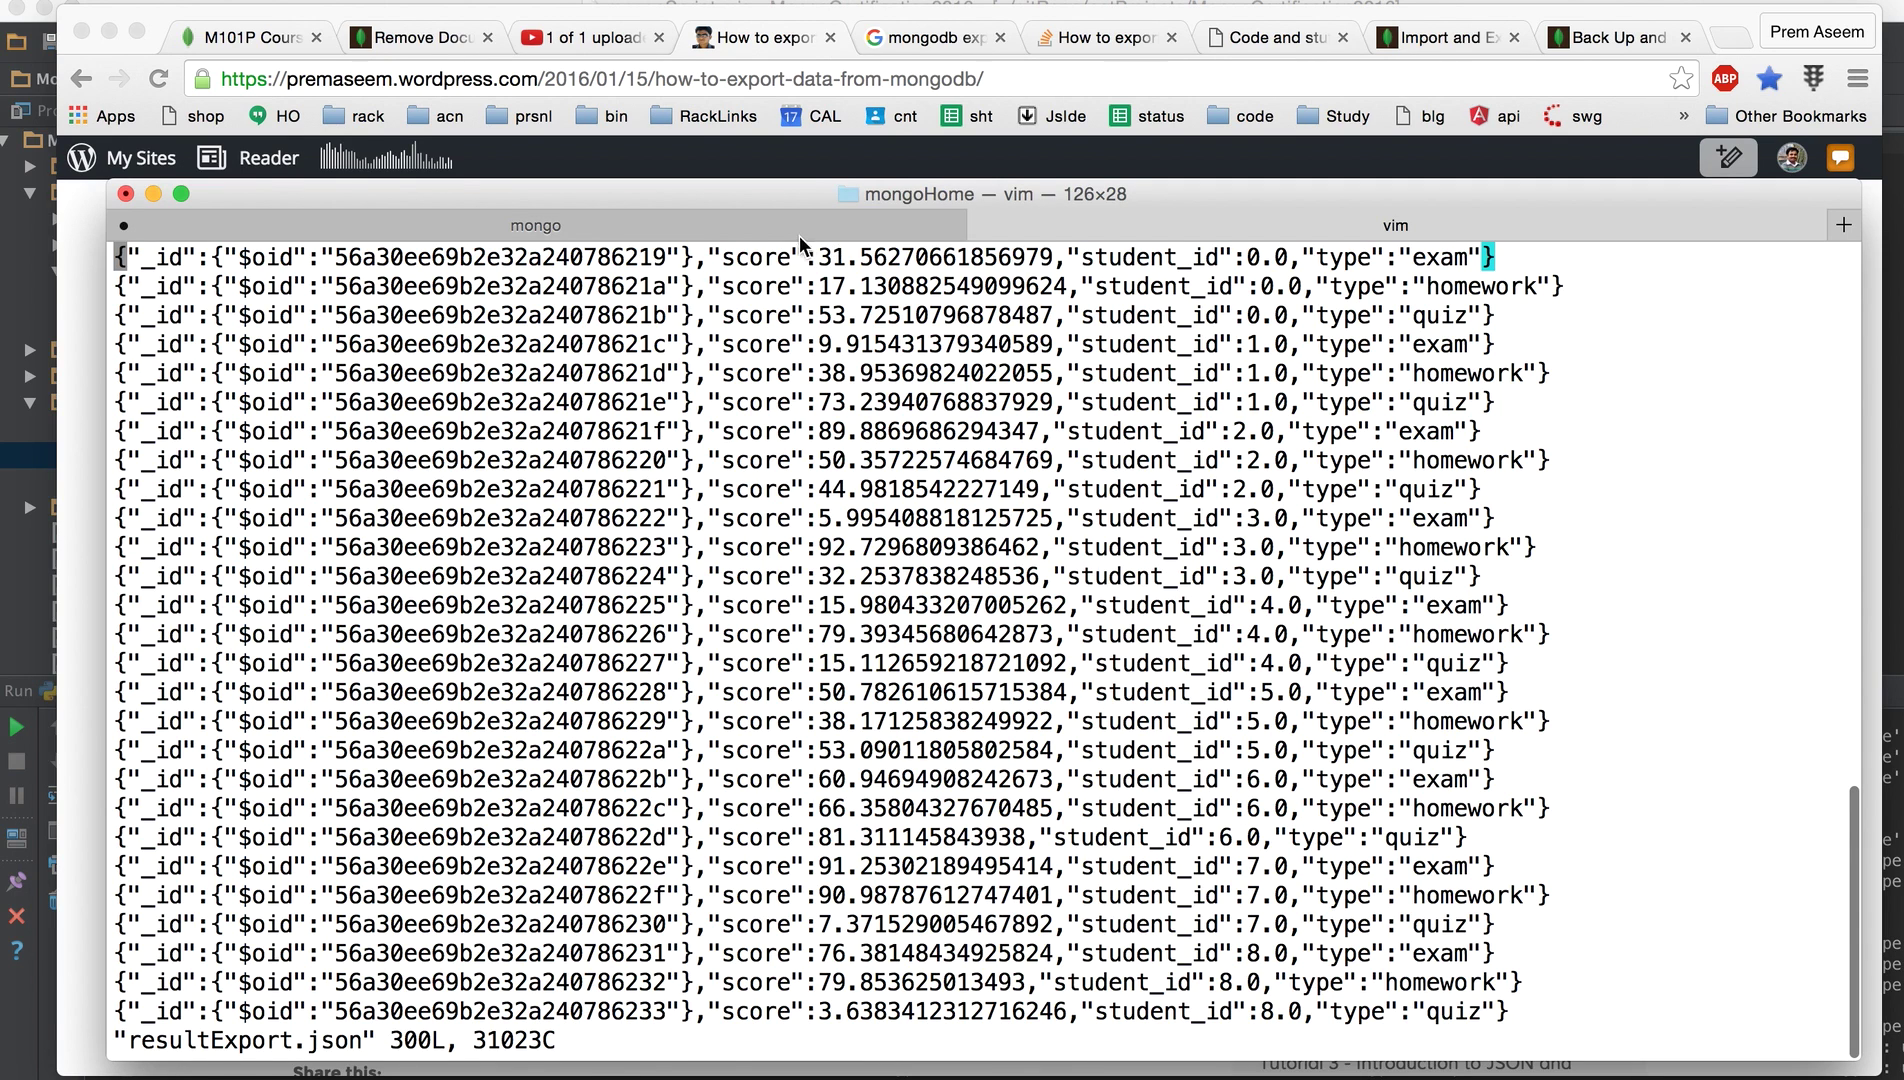 M101P Cours
Remove Docu
1 of 1 upload
How to expor
mongodb exp
How to expor
Code and stu
Import and Ex
Back Up and
Prem Aseem
https://premaseem.wordpress.com/2016/01/15/how-to-export-data-from-mongodb/
ABP
Apps
shop
HO
rack
acn
prsnl
bin
RackLinks
17 CAL
cnt
sht
JsIde
status
code
Study
blg
api
swg
»
Other Bookmarks
My Sites
Reader
mongoHome — vim — 126×28
mongo
vim
{"_id":{"$oid":"56a30ee69b2e32a240786219"},"score":31.56270661856979,"student_id":0.0,"type":"exam"}
{"_id":{"$oid":"56a30ee69b2e32a24078621a"},"score":17.130882549099624,"student_id":0.0,"type":"homework"}
{"_id":{"$oid":"56a30ee69b2e32a24078621b"},"score":53.72510796878487,"student_id":0.0,"type":"quiz"}
{"_id":{"$oid":"56a30ee69b2e32a24078621c"},"score":9.915431379340589,"student_id":1.0,"type":"exam"}
{"_id":{"$oid":"56a30ee69b2e32a24078621d"},"score":38.95369824022055,"student_id":1.0,"type":"homework"}
{"_id":{"$oid":"56a30ee69b2e32a24078621e"},"score":73.23940768837929,"student_id":1.0,"type":"quiz"}
{"_id":{"$oid":"56a30ee69b2e32a24078621f"},"score":89.8869686294347,"student_id":2.0,"type":"exam"}
{"_id":{"$oid":"56a30ee69b2e32a240786220"},"score":50.35722574684769,"student_id":2.0,"type":"homework"}
{"_id":{"$oid":"56a30ee69b2e32a240786221"},"score":44.9818542227149,"student_id":2.0,"type":"quiz"}
{"_id":{"$oid":"56a30ee69b2e32a240786222"},"score":5.995408818125725,"student_id":3.0,"type":"exam"}
{"_id":{"$oid":"56a30ee69b2e32a240786223"},"score":92.7296809386462,"student_id":3.0,"type":"homework"}
{"_id":{"$oid":"56a30ee69b2e32a240786224"},"score":32.2537838248536,"student_id":3.0,"type":"quiz"}
{"_id":{"$oid":"56a30ee69b2e32a240786225"},"score":15.980433207005262,"student_id":4.0,"type":"exam"}
{"_id":{"$oid":"56a30ee69b2e32a240786226"},"score":79.39345680642873,"student_id":4.0,"type":"homework"}
{"_id":{"$oid":"56a30ee69b2e32a240786227"},"score":15.112659218721092,"student_id":4.0,"type":"quiz"}
{"_id":{"$oid":"56a30ee69b2e32a240786228"},"score":50.782610615715384,"student_id":5.0,"type":"exam"}
{"_id":{"$oid":"56a30ee69b2e32a240786229"},"score":38.17125838249922,"student_id":5.0,"type":"homework"}
{"_id":{"$oid":"56a30ee69b2e32a24078622a"},"score":53.09011805802584,"student_id":5.0,"type":"quiz"}
{"_id":{"$oid":"56a30ee69b2e32a24078622b"},"score":60.94694908242673,"student_id":6.0,"type":"exam"}
{"_id":{"$oid":"56a30ee69b2e32a24078622c"},"score":66.35804327670485,"student_id":6.0,"type":"homework"}
{"_id":{"$oid":"56a30ee69b2e32a24078622d"},"score":81.311145843938,"student_id":6.0,"type":"quiz"}
{"_id":{"$oid":"56a30ee69b2e32a24078622e"},"score":91.25302189495414,"student_id":7.0,"type":"exam"}
{"_id":{"$oid":"56a30ee69b2e32a24078622f"},"score":90.98787612747401,"student_id":7.0,"type":"homework"}
{"_id":{"$oid":"56a30ee69b2e32a240786230"},"score":7.371529005467892,"student_id":7.0,"type":"quiz"}
{"_id":{"$oid":"56a30ee69b2e32a240786231"},"score":76.38148434925824,"student_id":8.0,"type":"exam"}
{"_id":{"$oid":"56a30ee69b2e32a240786232"},"score":79.853625013493,"student_id":8.0,"type":"homework"}
{"_id":{"$oid":"56a30ee69b2e32a240786233"},"score":3.6383412312716246,"student_id":8.0,"type":"quiz"}
"resultExport.json" 300L, 31023C
Share this:
Tutorial 3 - Introduction to JSON and
Run